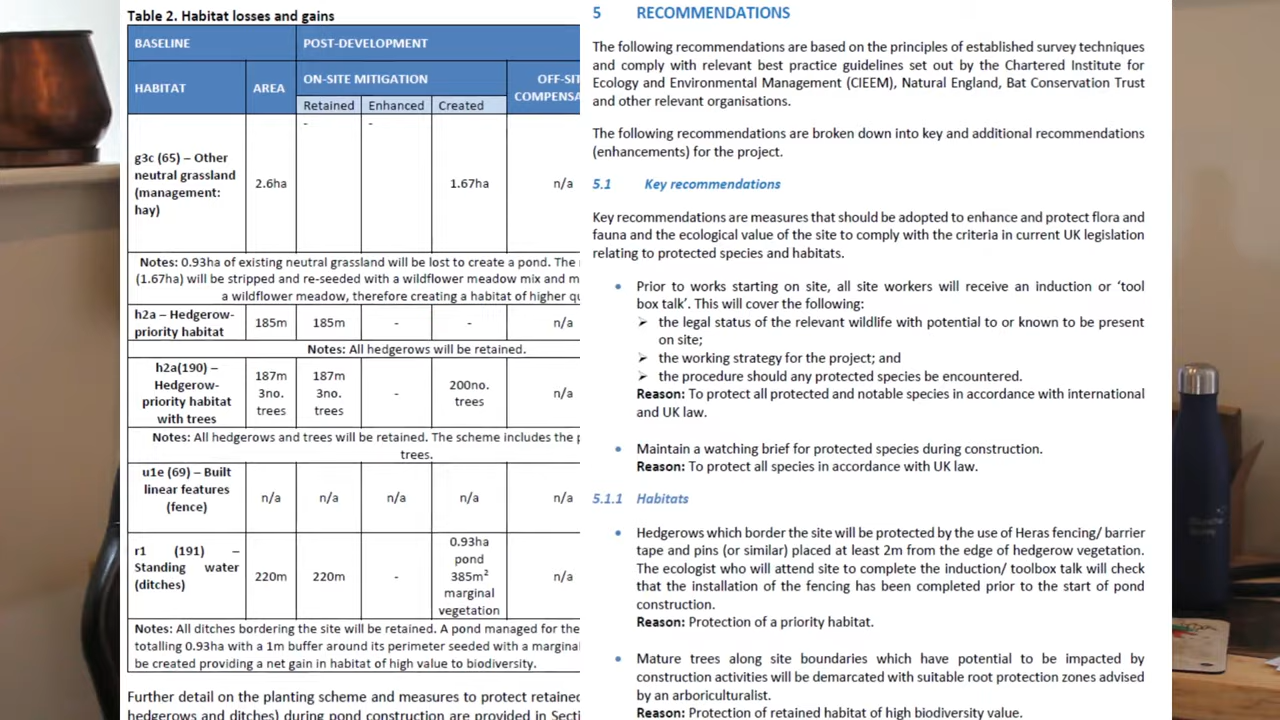 Table 2. Habitat losses and gains
BASELINE
POST-DEVELOPMENT
HABITAT
AREA
ON-SITE MITIGATION
OFF-SIT
COMPENSA
Retained
Enhanced
Created
g3c (65) – Other
neutral grassland
(management:
hay)
2.6ha
-
-
1.67ha
n/a
Notes: 0.93ha of existing neutral grassland will be lost to create a pond. The
(1.67ha) will be stripped and re-seeded with a wildflower meadow mix and m
a wildflower meadow, therefore creating a habitat of higher qu
h2a – Hedgerow-
priority habitat
185m
185m
-
-
n/a
Notes: All hedgerows will be retained.
h2a(190) –
Hedgerow-
priority habitat
with trees
187m
3no.
trees
187m
3no.
trees
-
200no.
trees
n/a
Notes: All hedgerows and trees will be retained. The scheme includes the p
trees.
u1e (69) – Built
linear features
(fence)
n/a
n/a
n/a
n/a
n/a
r1 (191) –
Standing water
(ditches)
220m
220m
-
0.93ha
pond
385m²
marginal
vegetation
n/a
Notes: All ditches bordering the site will be retained. A pond managed for the
totalling 0.93ha with a 1m buffer around its perimeter seeded with a marginal
be created providing a net gain in habitat of high value to biodiversity.
Further detail on the planting scheme and measures to protect retained
hedgerows and ditches) during pond construction are provided in Secti
5 RECOMMENDATIONS
The following recommendations are based on the principles of established survey techniques
and comply with relevant best practice guidelines set out by the Chartered Institute for
Ecology and Environmental Management (CIEEM), Natural England, Bat Conservation Trust
and other relevant organisations.
The following recommendations are broken down into key and additional recommendations
(enhancements) for the project.
5.1 Key recommendations
Key recommendations are measures that should be adopted to enhance and protect flora and
fauna and the ecological value of the site to comply with the criteria in current UK legislation
relating to protected species and habitats.
• Prior to works starting on site, all site workers will receive an induction or ‘tool
box talk’. This will cover the following:
➢ the legal status of the relevant wildlife with potential to or known to be present
on site;
➢ the working strategy for the project; and
➢ the procedure should any protected species be encountered.
Reason: To protect all protected and notable species in accordance with international
and UK law.
• Maintain a watching brief for protected species during construction.
Reason: To protect all species in accordance with UK law.
5.1.1 Habitats
• Hedgerows which border the site will be protected by the use of Heras fencing/ barrier
tape and pins (or similar) placed at least 2m from the edge of hedgerow vegetation.
The ecologist who will attend site to complete the induction/ toolbox talk will check
that the installation of the fencing has been completed prior to the start of pond
construction.
Reason: Protection of a priority habitat.
• Mature trees along site boundaries which have potential to be impacted by
construction activities will be demarcated with suitable root protection zones advised
by an arboriculturalist.
Reason: Protection of retained habitat of high biodiversity value.